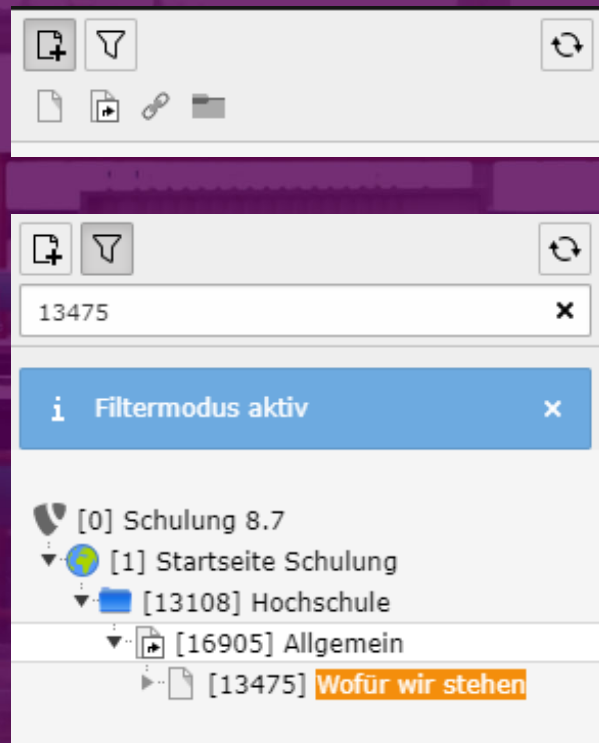 13475
Filtermodus aktiv
[0] Schulung 8.7
[1] Startseite Schulung
[13108] Hochschule
[16905] Allgemein
[13475] Wofür wir stehen